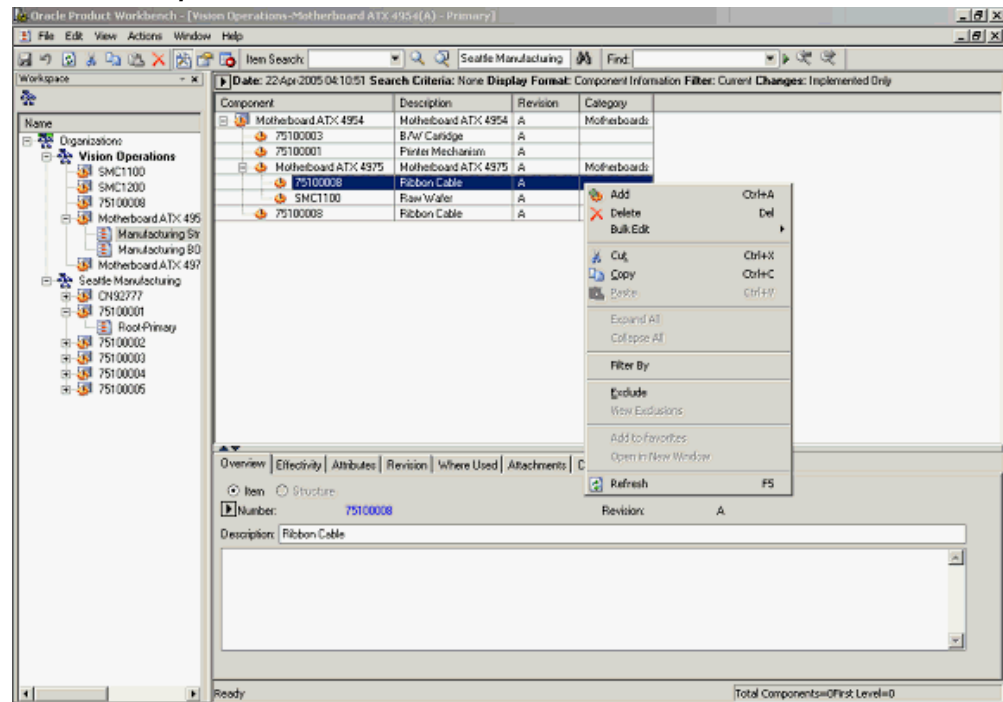 Oracle Product Workbench - [Vision Operations-Motherboard ATX 4954(A) - Primary]
File Edit View Actions Window Help
Item Search: Seattle Manufacturing Find:
Workspace
Date: 22-Apr-2005 04:10:51 Search Criteria: None Display Format: Component Information Filter: Current Changes: Implemented Only
Name
Organizations
Vision Operations
SMC1100
SMC1200
75100008
Motherboard ATX 495
Manufacturing Str
Manufacturing BO
Motherboard ATX 497
Seattle Manufacturing
CN92777
75100001
Root-Primary
75100002
75100003
75100004
75100005
Component Description Revision Category
Motherboard ATX 4954 Motherboard ATX 4954 A Motherboards
75100003 B/W Cartidge A
75100001 Printer Mechanism A
Motherboard ATX 4975 Motherboard ATX 4975 A Motherboards
75100008 Ribbon Cable A
SMC1100 Raw Wafer A
75100008 Ribbon Cable A
Add Ctrl+A
Delete Del
Bulk Edit
Cut Ctrl+X
Copy Ctrl+C
Paste Ctrl+V
Expand All
Collapse All
Filter By
Exclude
View Exclusions
Add to favorites
Open in New Window
Refresh F5
Overview Effectivity Attributes Revision Where Used Attachments
Item Structure
Number: 75100008 Revision: A
Description: Ribbon Cable
Ready Total Components=0First Level=0